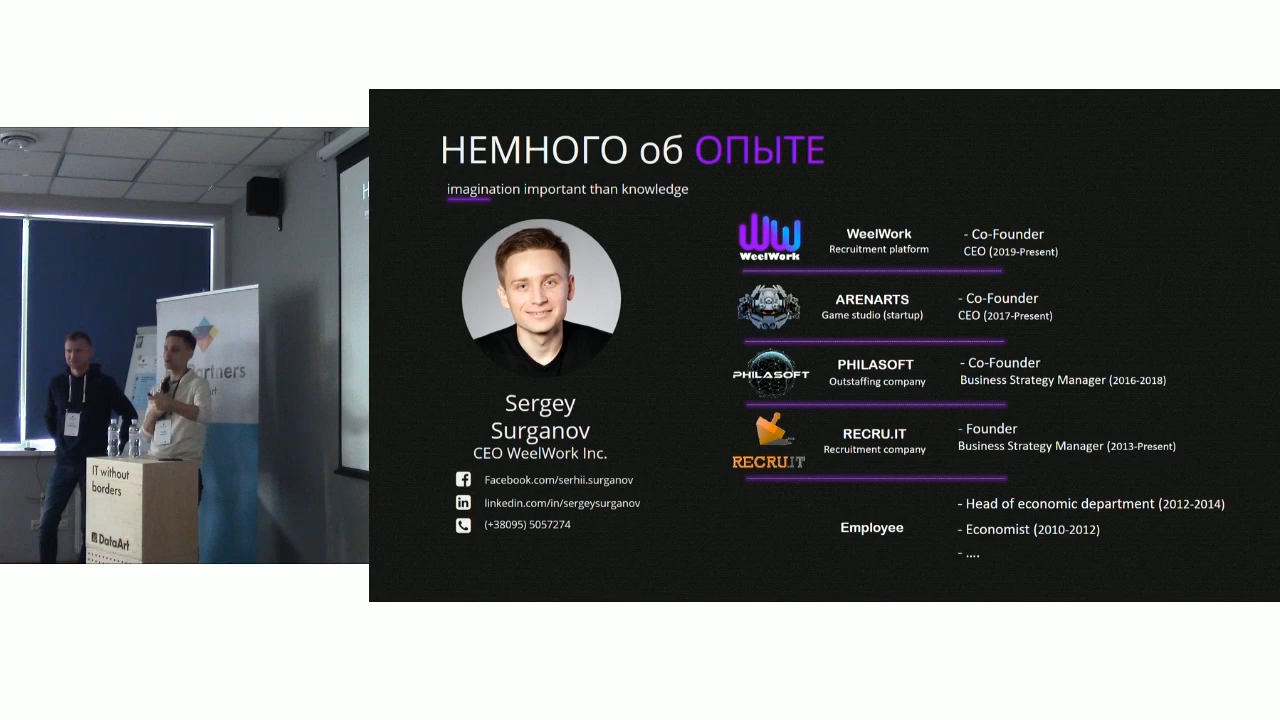 НЕМНОГО об ОПЫТЕ
imagination important than knowledge
Sergey
Surganov
CEO WeelWork Inc.
Facebook.com/serhii.surganov
linkedin.com/in/sergeysurganov
(+38095) 5057274
WeelWork
WeelWork
Recruitment platform
- Co-Founder
CEO (2019-Present)
ARENARTS
Game studio (startup)
- Co-Founder
CEO (2017-Present)
PHILASOFT
PHILASOFT
Outstaffing company
- Co-Founder
Business Strategy Manager (2016-2018)
RECRU.IT
RECRU.IT
Recruitment company
- Founder
Business Strategy Manager (2013-Present)
Employee
- Head of economic department (2012-2014)
- Economist (2010-2012)
- ....
IT without
borders
DataArt